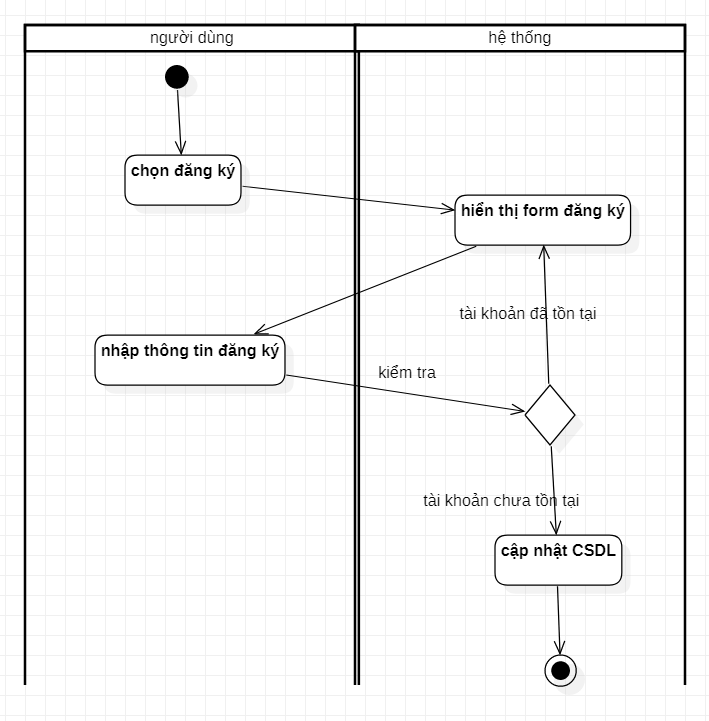 người dùng
hệ thống
chọn đăng ký
hiển thị form đăng ký
tài khoản đã tồn tại
nhập thông tin đăng ký
kiểm tra
tài khoản chưa tồn tại
cập nhật CSDL